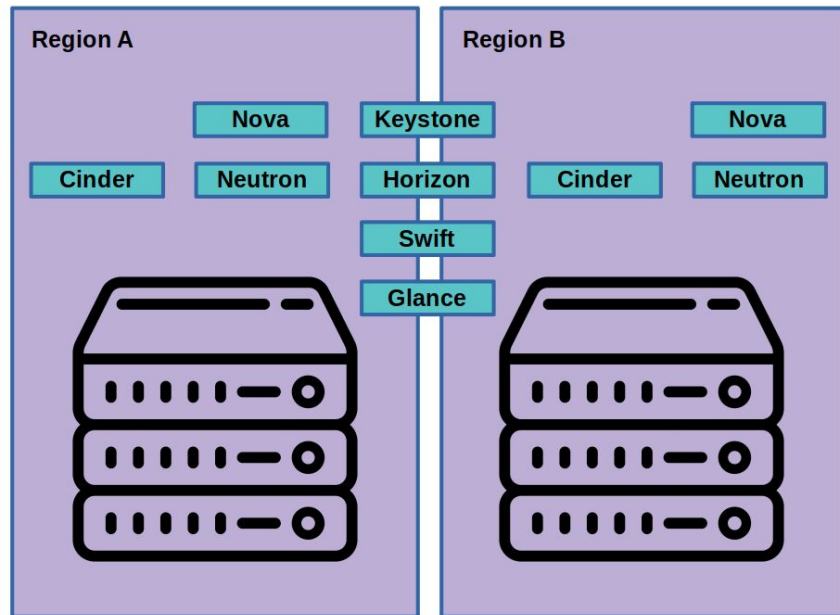 Region A
Region B
Nova
Keystone
Nova
Cinder
Neutron
Horizon
Cinder
Neutron
Swift
Glance